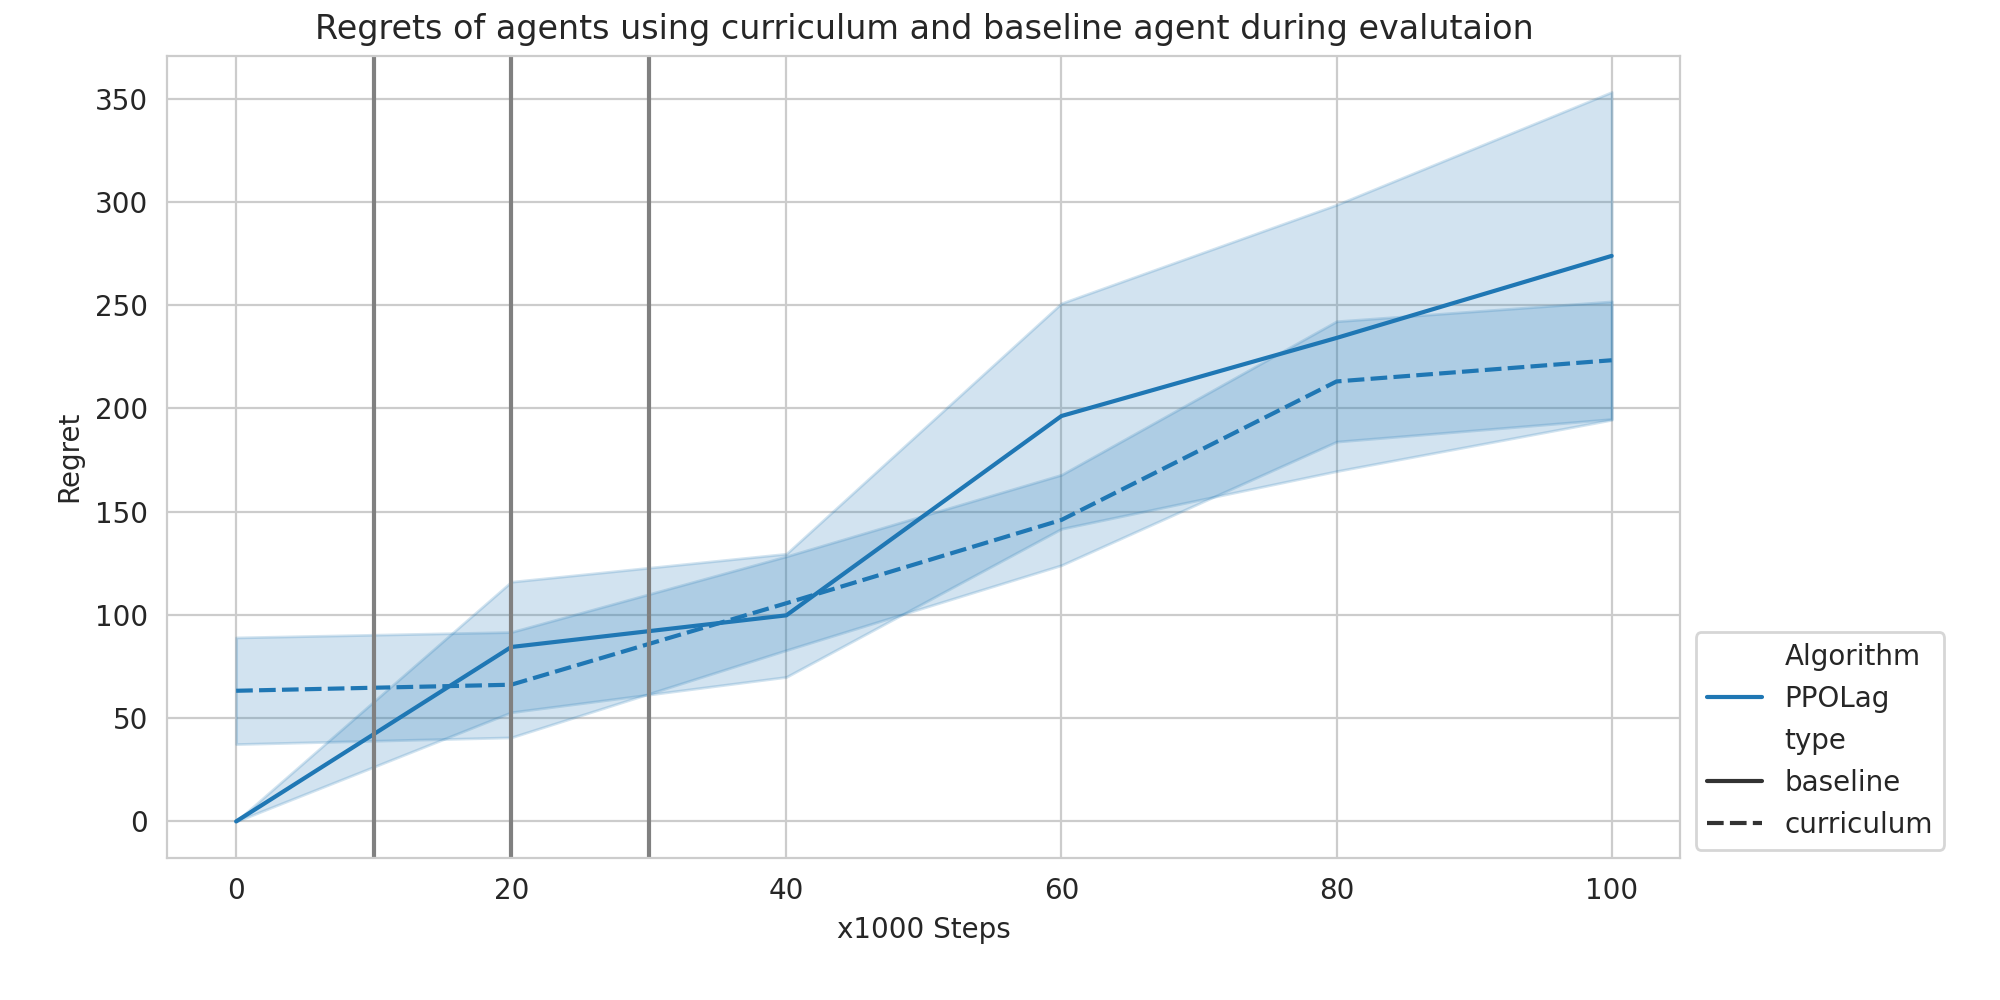 Regrets of agents using curriculum and baseline agent during evalutaion
350
300
250
200
150
100
50
0
Regret
0 20 40 60 80 100
x1000 Steps
Algorithm
PPOLag
type
baseline
curriculum